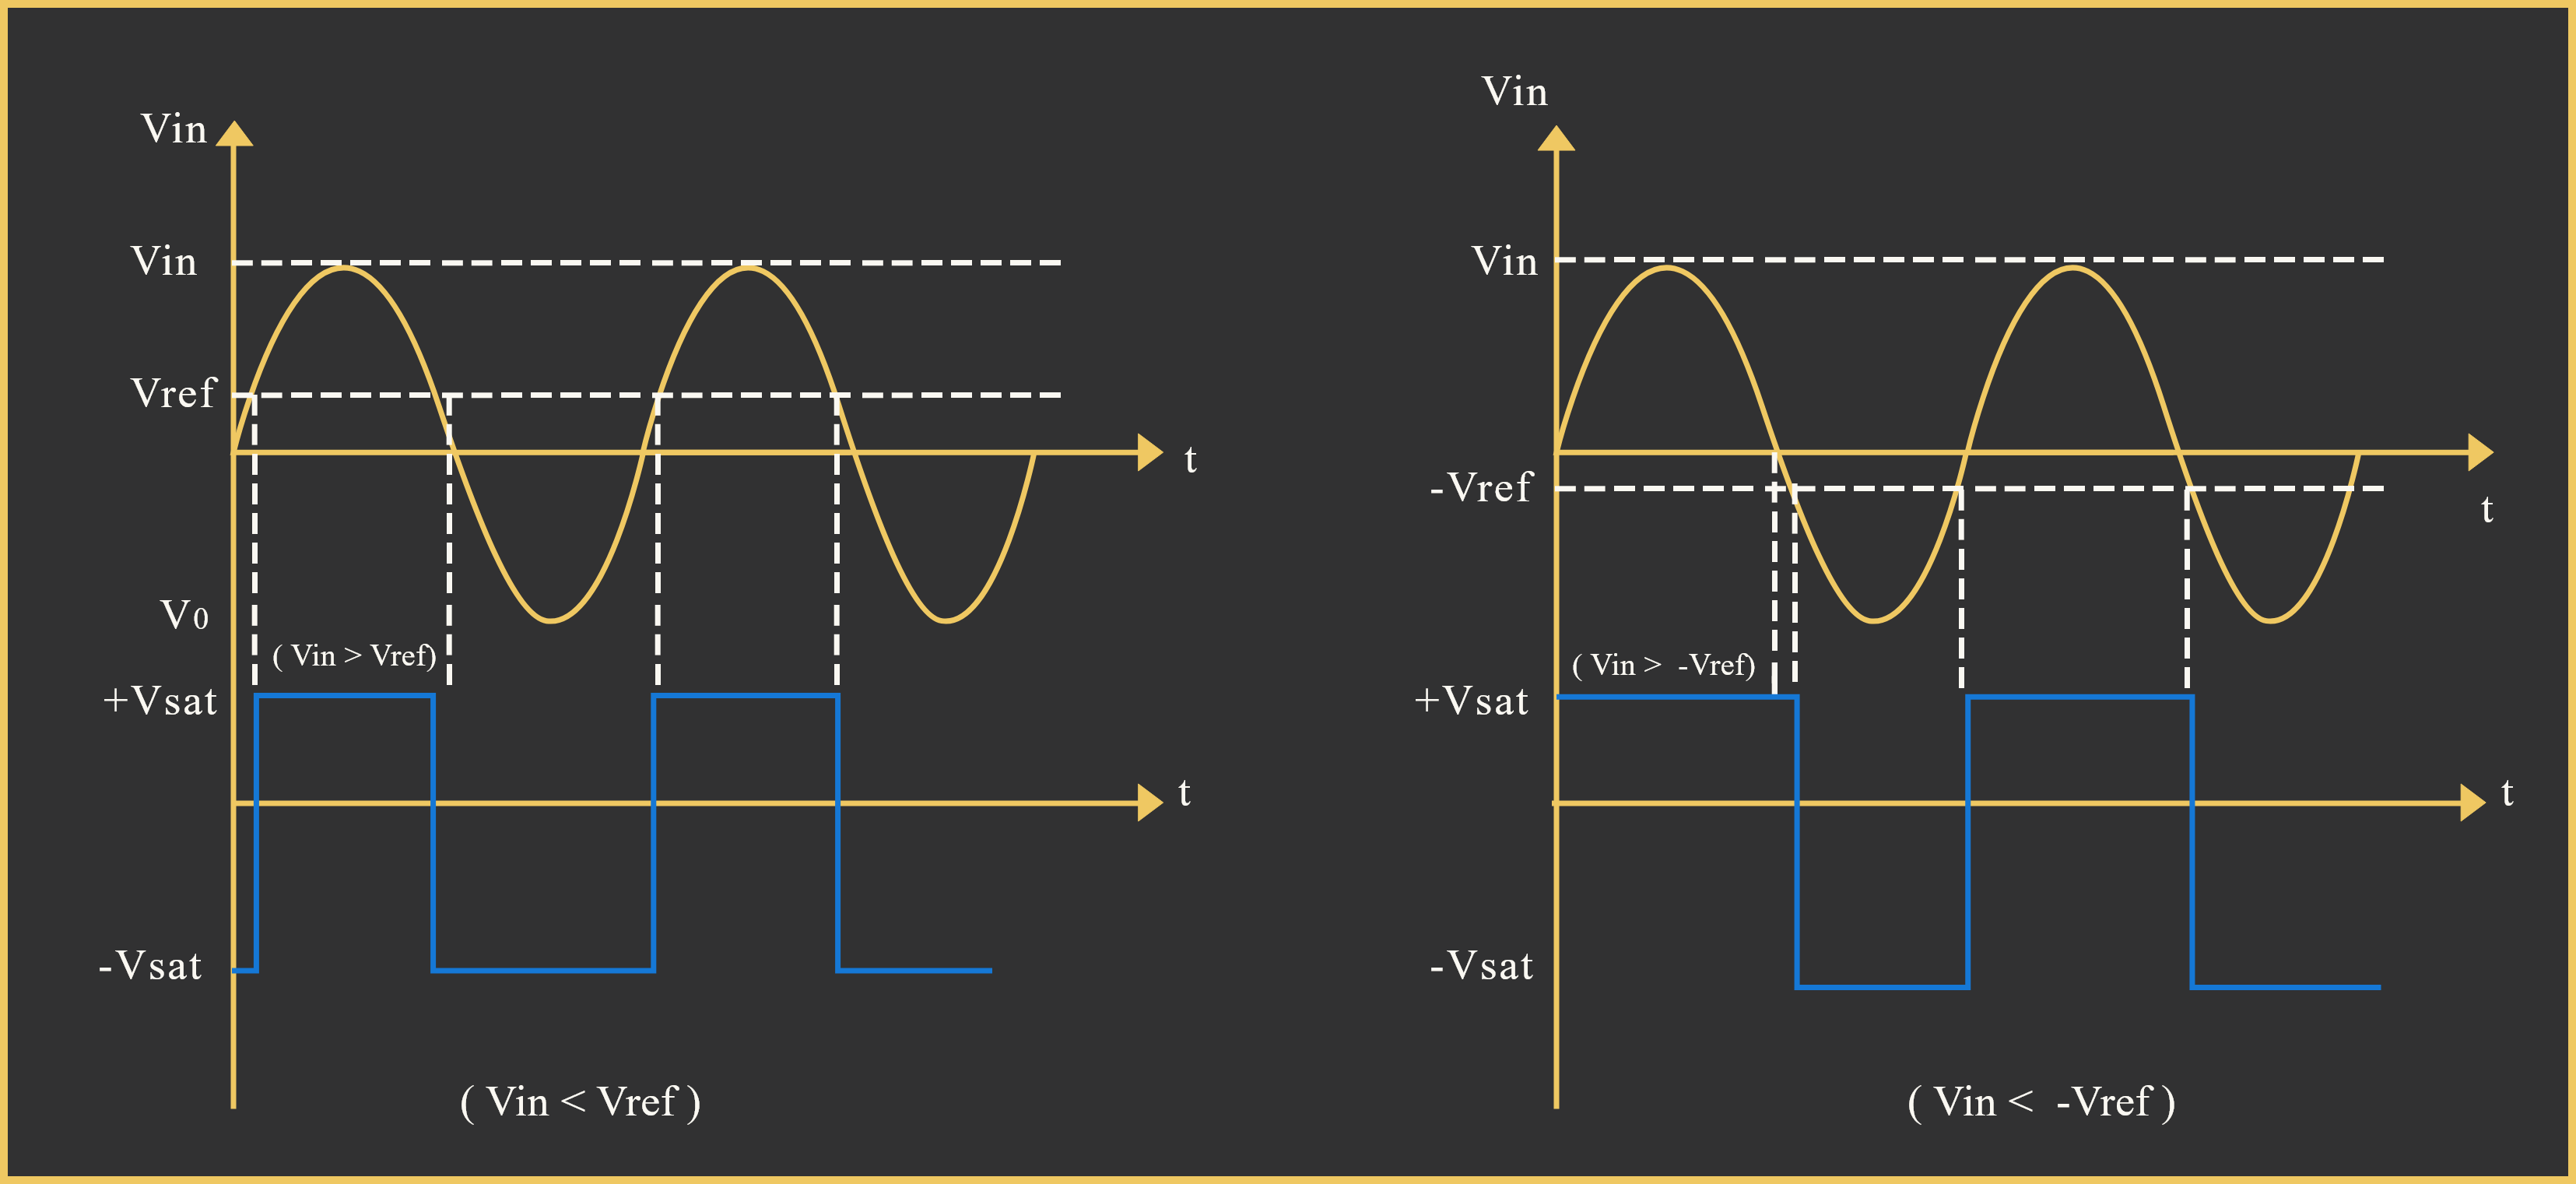 Vin
Vin
Vref
t
V0
( Vin > Vref)
+Vsat
t
-Vsat
( Vin < Vref )
Vin
Vin
-Vref
t
( Vin >  -Vref)
+Vsat
t
-Vsat
( Vin <  -Vref )